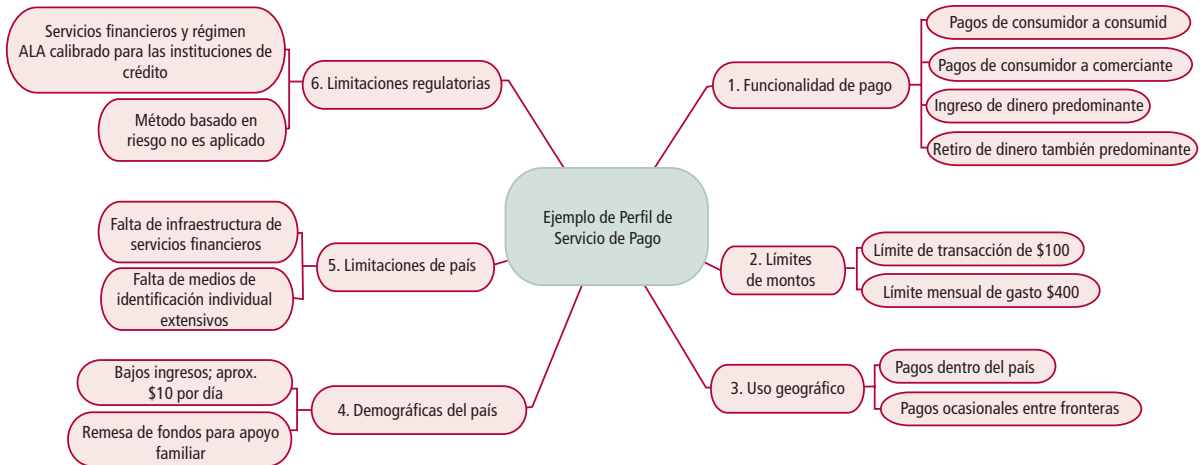 Ejemplo de Perfil de
Servicio de Pago
1. Funcionalidad de pago
Pagos de consumidor a consumid
Pagos de consumidor a comerciante
Ingreso de dinero predominante
Retiro de dinero también predominante
2. Límites
de montos
Límite de transacción de $100
Límite mensual de gasto $400
3. Uso geográfico
Pagos dentro del país
Pagos ocasionales entre fronteras
4. Demográficas del país
Bajos ingresos; aprox.
$10 por día
Remesa de fondos para apoyo
familiar
5. Limitaciones de país
Falta de infraestructura de
servicios financieros
Falta de medios de
identificación individual
extensivos
6. Limitaciones regulatorias
Servicios financieros y régimen
ALA calibrado para las instituciones de
crédito
Método basado en
riesgo no es aplicado